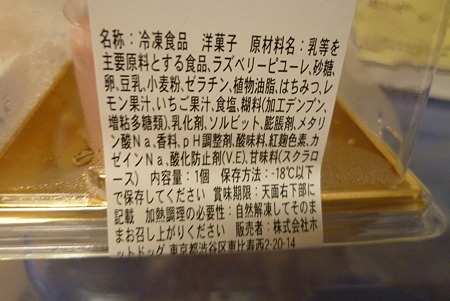 名称：冷凍食品　洋菓子　原材料名：乳等を
主要原料とする食品、ラズベリーピューレ、砂糖、
卵、豆乳、小麦粉、ゼラチン、植物油脂、はちみつ、レ
モン果汁、いちご果汁、食塩、糊料(加工デンプン、
増粘多糖類)、乳化剤、ソルビット、膨脹剤、メタリン
酸Na、香料、pH調整剤、酸味料、紅麹色素、カ
ゼインNa、酸化防止剤(V.E)、甘味料(スクラロ
ース)　内容量：1個　保存方法：-18℃以下
で保存してください　賞味期限：天面右下部に
記載　加熱調理の必要性：自然解凍してそのま
まお召し上がりください　販売者：株式会社ホ
ットドッグ　東京都渋谷区東比寿西2-20-14